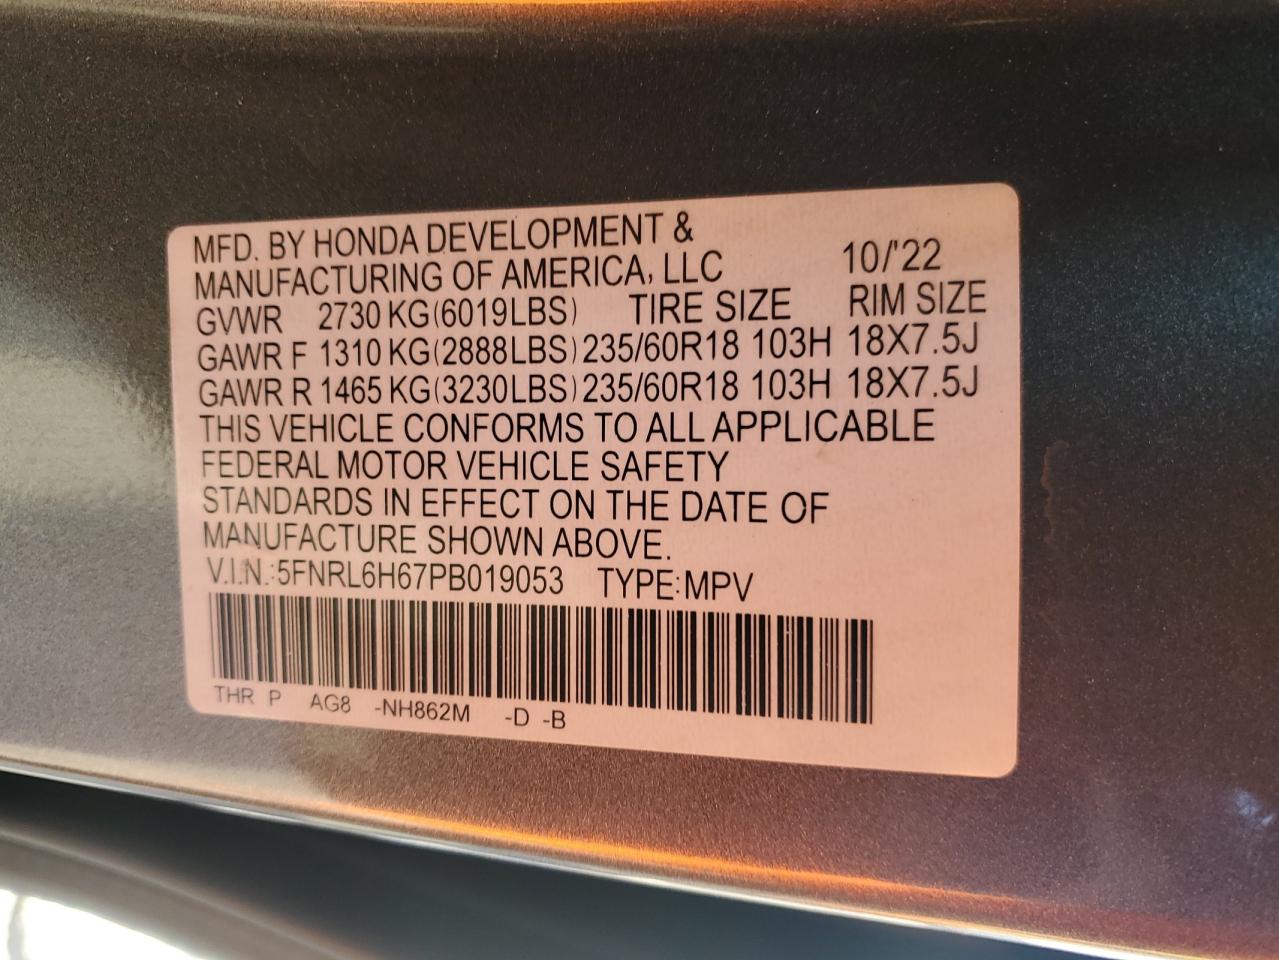 MFD. BY HONDA DEVELOPMENT &
MANUFACTURING OF AMERICA, LLC 10/'22
GVWR 2730 KG(6019LBS) TIRE SIZE RIM SIZE
GAWR F 1310 KG(2888LBS) 235/60R18 103H 18X7.5J
GAWR R 1465 KG(3230LBS) 235/60R18 103H 18X7.5J
THIS VEHICLE CONFORMS TO ALL APPLICABLE
FEDERAL MOTOR VEHICLE SAFETY
STANDARDS IN EFFECT ON THE DATE OF
MANUFACTURE SHOWN ABOVE.
V.I.N.:5FNRL6H67PB019053 TYPE:MPV
THR P AG8 -NH862M -D -B